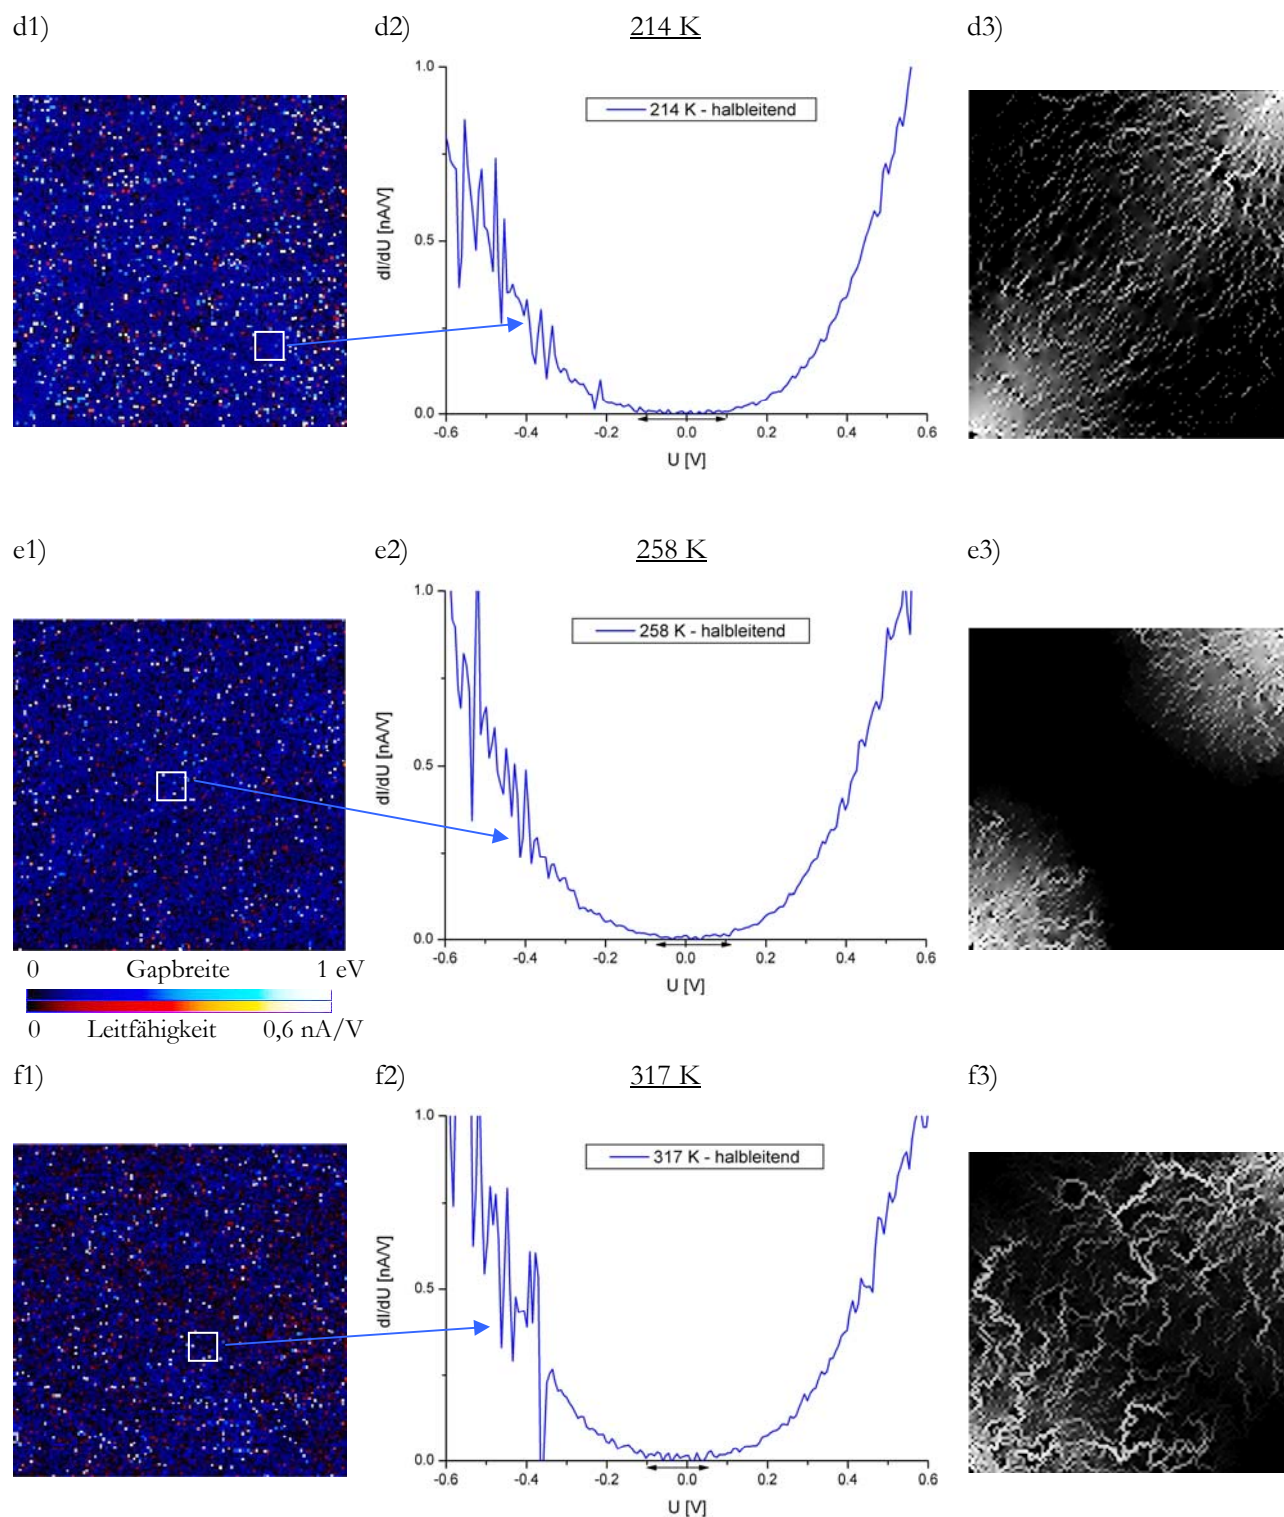 d1) d2) 214 K d3)
1.0
214 K - halbleitend
dI/dU [nA/V]
0.5
0.0
-0.6 -0.4 -0.2 0.0 0.2 0.4 0.6
U [V]
e1) e2) 258 K e3)
1.0
258 K - halbleitend
dI/dU [nA/V]
0.5
0.0
-0.6 -0.4 -0.2 0.0 0.2 0.4 0.6
U [V]
0 Gapbreite 1 eV
0 Leitfähigkeit 0,6 nA/V
f1) f2) 317 K f3)
1.0
317 K - halbleitend
dI/dU [nA/V]
0.5
0.0
-0.6 -0.4 -0.2 0.0 0.2 0.4 0.6
U [V]